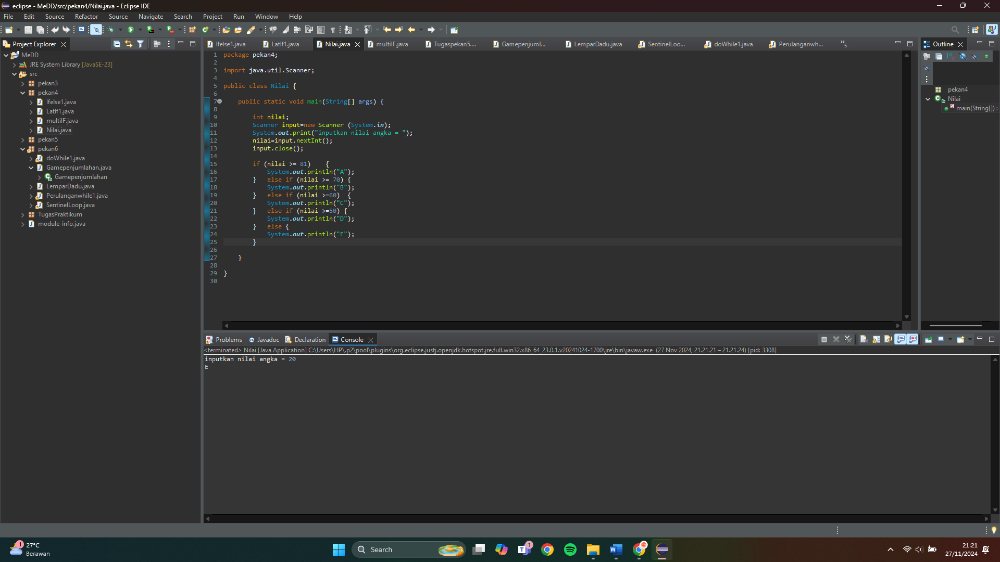 eclipse - MeDD/src/pekan4/Nilai.java - Eclipse IDE
File Edit Source Refactor Source Navigate Search Project Run Window Help
Project Explorer
MeDD
JRE System Library [JavaSE-23]
src
pekan3
pekan4
Ifelse1.java
LatIf1.java
multiIF.java
Nilai.java
pekan5
pekan6
doWhile1.java
Gamepenjumlahan.java
Gamepenjumlahan
LemparDadu.java
Perulanganwhile1.java
SentinelLoop.java
TugasPraktikum
module-info.java
Ifelse1.java LatIf1.java Nilai.java multiIF.java Tugaspekan5.... Gamepenjuml... LemparDadu.java SentinelLoo... doWhile1.java Perulanganwh... »5
1 package pekan4;
2
3 import java.util.Scanner;
4
5 public class Nilai {
6
7 public static void main(String[] args) {
8
9 int nilai;
10 Scanner input=new Scanner (System.in);
11 System.out.print("inputkan nilai angka = ");
12 nilai=input.nextInt();
13 input.close();
14
15 if (nilai >= 81) {
16 System.out.println("A");
17 } else if (nilai >= 70) {
18 System.out.println("B");
19 } else if (nilai >=60) {
20 System.out.println("C");
21 } else if (nilai >=50) {
22 System.out.println("D");
23 } else {
24 System.out.println("E");
25 }
26
27 }
28
29 }
30
Outline
pekan4
Nilai
main(String[]) :
Problems Javadoc Declaration Console
<terminated> Nilai [Java Application] C:\Users\HP\.p2\pool\plugins\org.eclipse.justj.openjdk.hotspot.jre.full.win32.x86_64_23.0.1.v20241024-1700\jre\bin\javaw.exe (27 Nov 2024, 21.21.21 – 21.21.24) [pid: 3308]
inputkan nilai angka = 20
E
1
27°C
Berawan
Search
1
21:21
27/11/2024